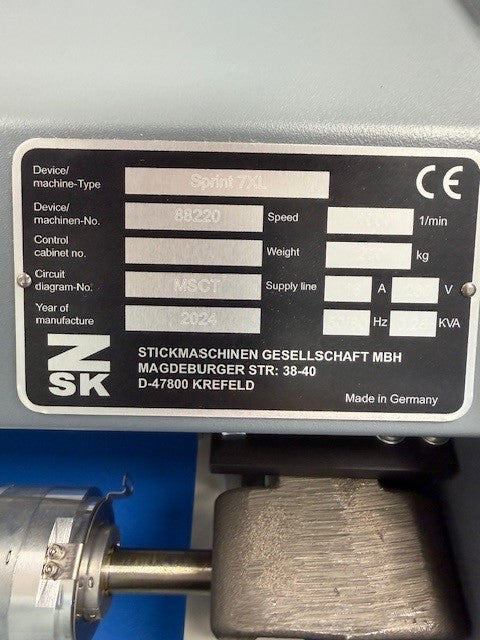 Device/
machine-Type
Sprint 7XL
CE
Device/
machinen-No.
88220
Speed
1/min
Control
cabinet no.
Weight
kg
Circuit
diagram-No.
MSCT
Supply line
A
V
Year of
manufacture
2024
Hz
KVA
ZSK
STICKMASCHINEN GESELLSCHAFT MBH
MAGDEBURGER STR: 38-40
D-47800 KREFELD
Made in Germany